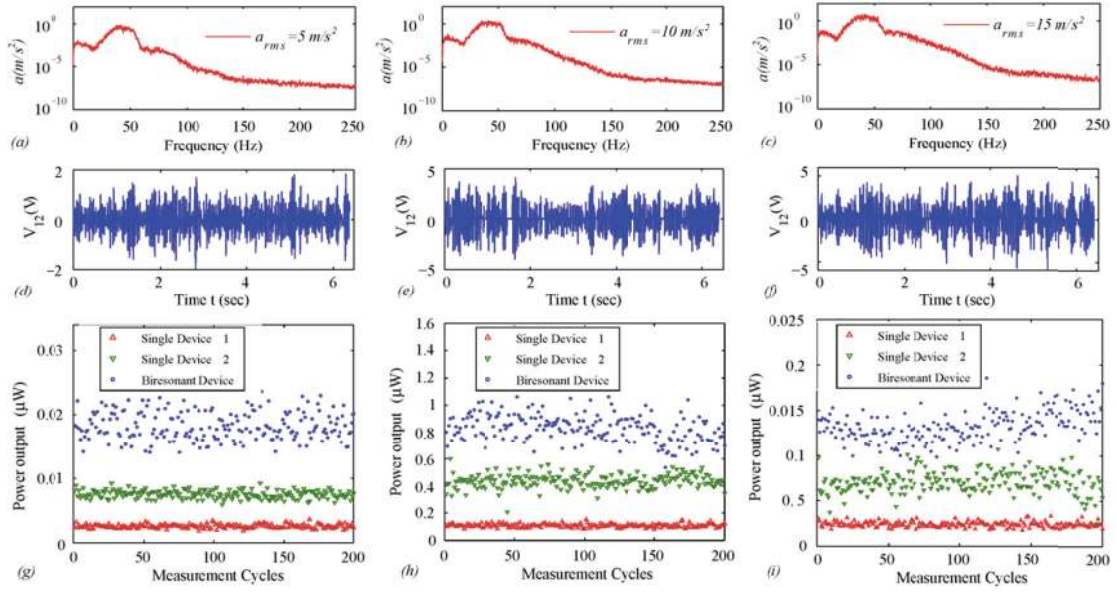 10⁰
10⁻⁵
10⁻¹⁰
a(m/s²)
a_rms=5 m/s²
0 50 100 150 200 250
(a) Frequency (Hz)
10⁰
10⁻⁵
10⁻¹⁰
a(m/s²)
a_rms=10 m/s²
0 50 100 150 200 250
(b) Frequency (Hz)
10⁰
10⁻⁵
10⁻¹⁰
a(m/s²)
a_rms=15 m/s²
0 50 100 150 200 250
(c) Frequency (Hz)
2
0
−2
V₁₂(V)
0 2 4 6
(d) Time t (sec)
5
0
−5
V₁₂(V)
0 2 4 6
(e) Time t (sec)
5
0
−5
V₁₂(V)
0 2 4 6
(f) Time t (sec)
0.03
0.02
0.01
0
Power output (µW)
Single Device 1
Single Device 2
Biresonant Device
0 50 100 150 200
(g) Measurement Cycles
1.6
1.4
1.2
1
0.8
0.6
0.4
0.2
0
Power output (µW)
Single Device 1
Single Device 2
Biresonant Device
0 50 100 150 200
(h) Measurement Cycles
0.025
0.02
0.015
0.1
0.5
0
Power output (µW)
Single Device 1
Single Device 2
Biresonant Device
0 50 100 150 200
(i) Measurement Cycles